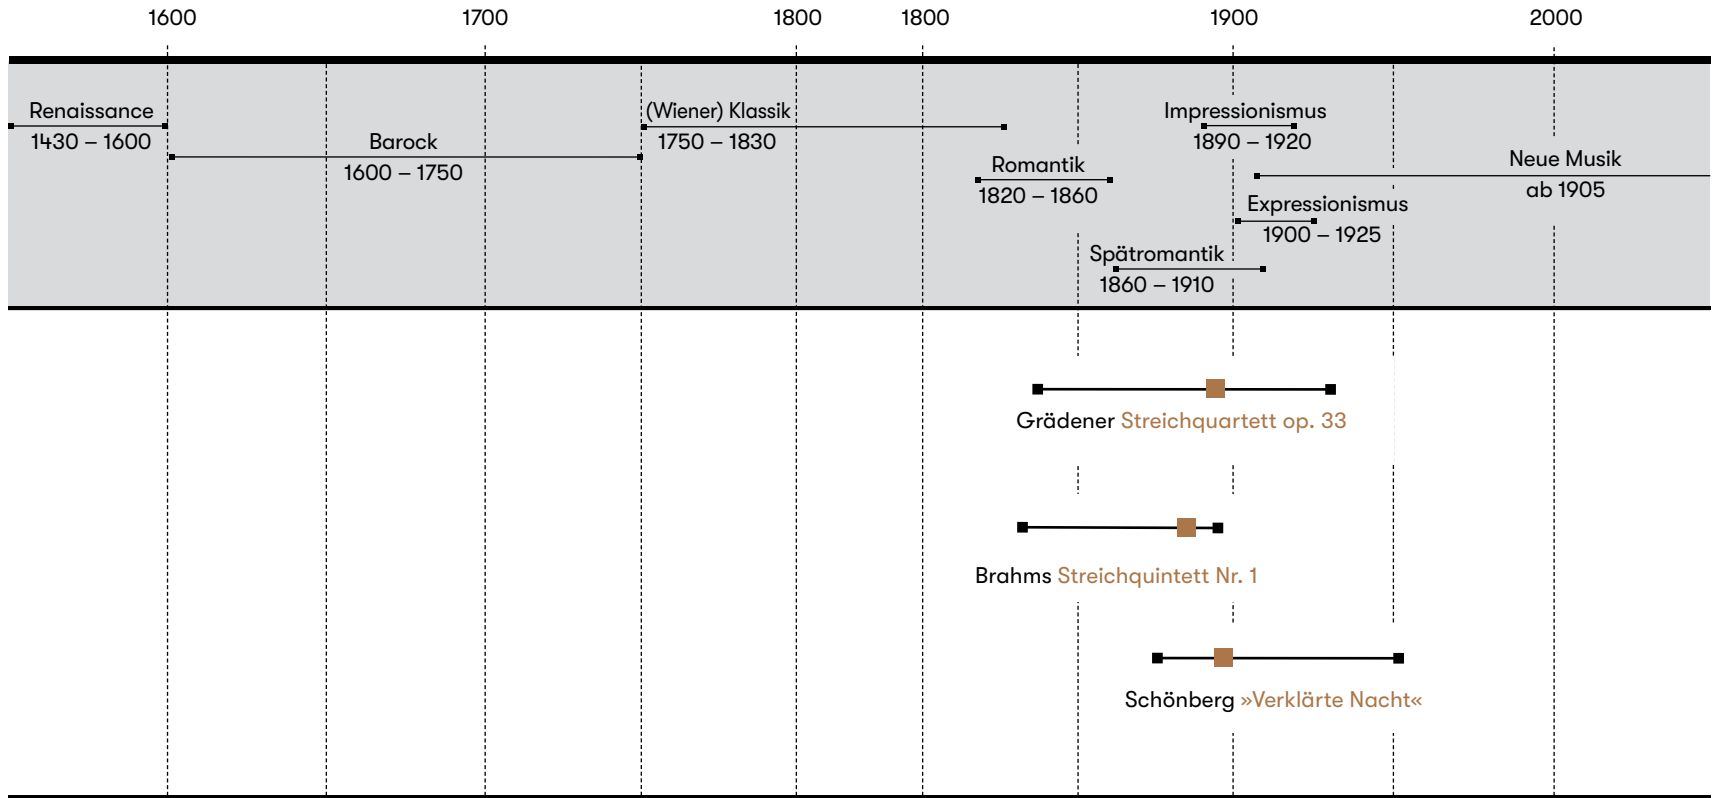 1600 1700 1800 1800 1900 2000
Renaissance
1430 – 1600
Barock
1600 – 1750
(Wiener) Klassik
1750 – 1830
Romantik
1820 – 1860
Spätromantik
1860 – 1910
Impressionismus
1890 – 1920
Expressionismus
1900 – 1925
Neue Musik
ab 1905
Grädener Streichquartett op. 33
Brahms Streichquintett Nr. 1
Schönberg »Verklärte Nacht«